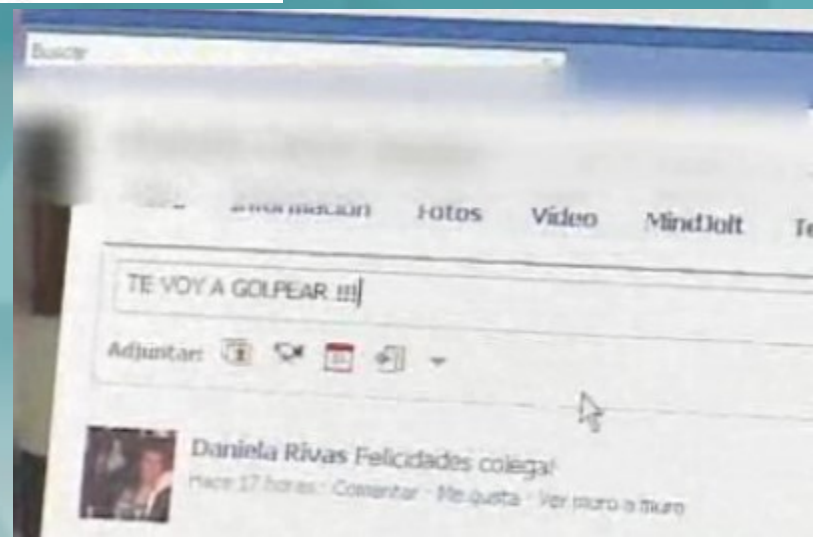 Buscar
Información Fotos Video MindJolt Te
TE VOY A GOLPEAR !!!
Adjuntar:
Daniela Rivas Felicidades colega!
Hace 17 horas · Comentar · Me gusta · Ver muro a muro